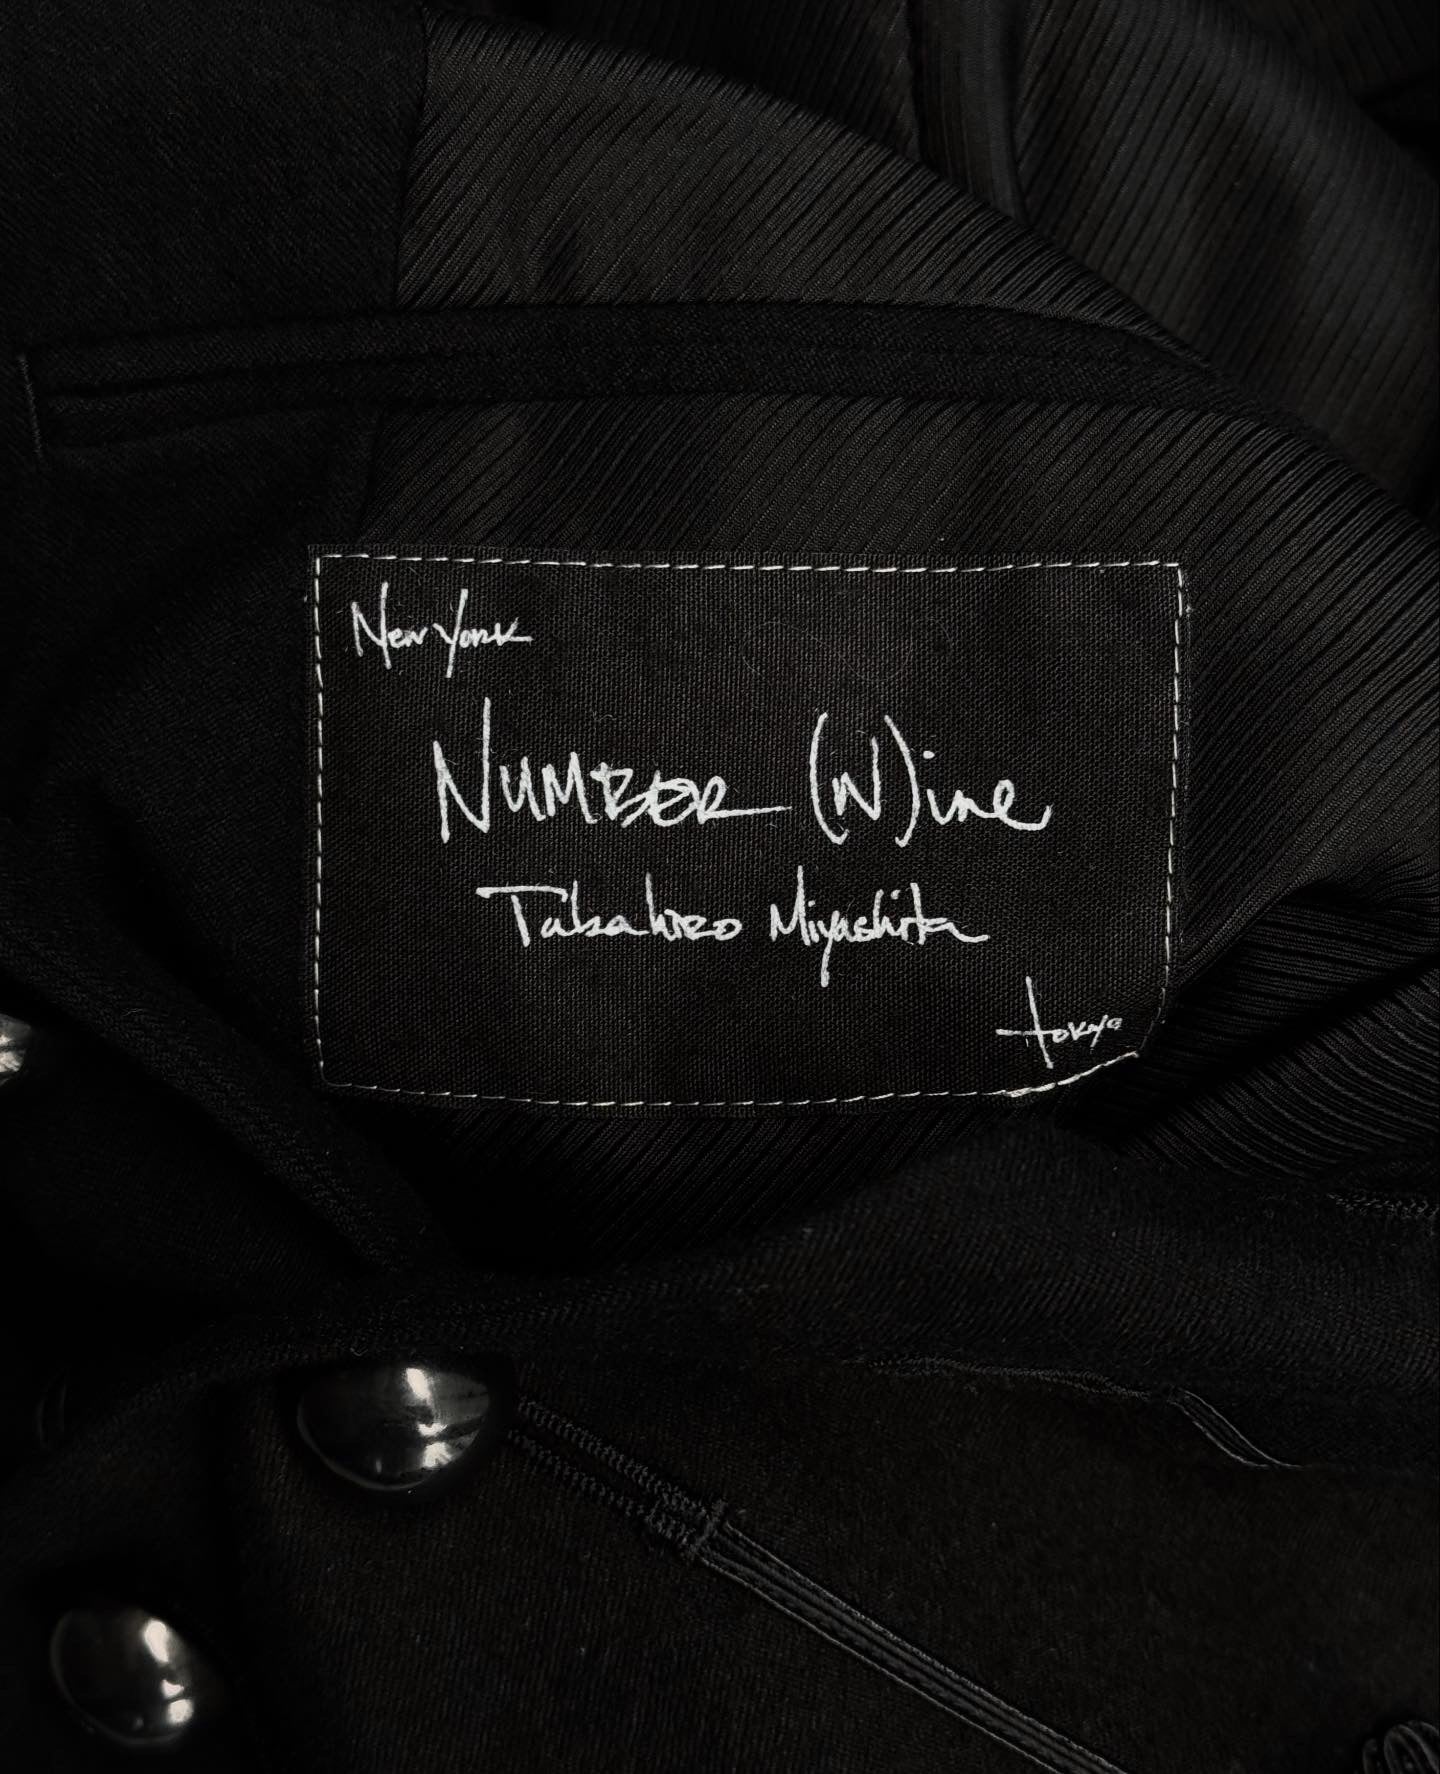 New York
NUMBER (N)ine
Takahiro Miyashita
tokyo